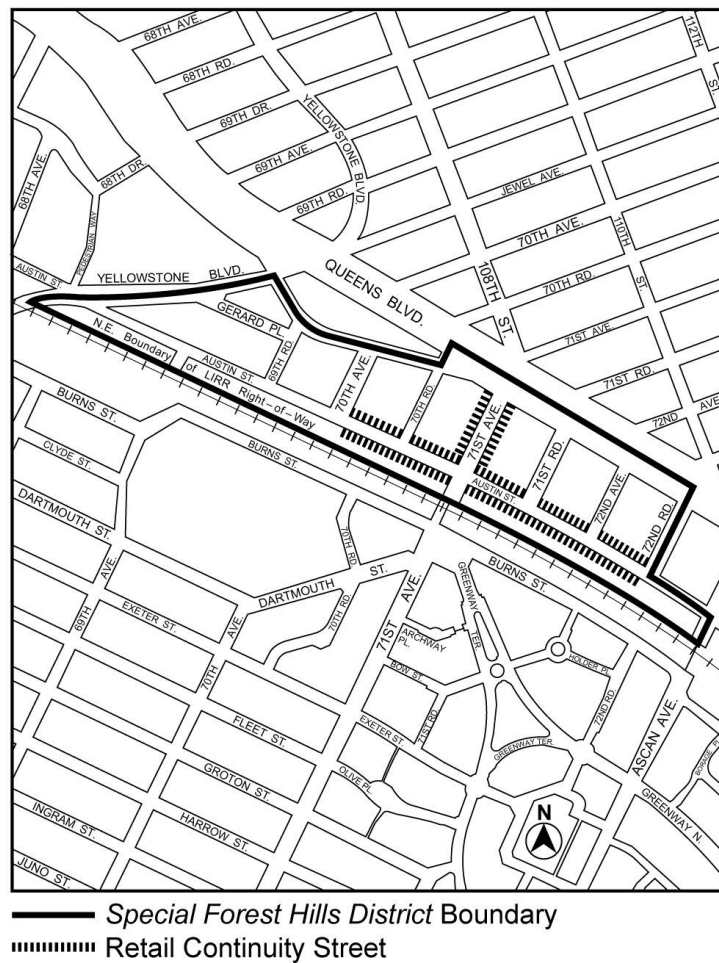 68TH AVE.
68TH RD.
112TH
ST.
69TH DR.
YELLOWSTONE BLVD.
69TH AVE.
69TH RD.
JEWEL AVE.
68TH AVE.
68TH DR.
PEDESTRIAN WAY
AUSTIN ST.
YELLOWSTONE BLVD.
70TH AVE.
110TH
ST.
70TH RD.
QUEENS BLVD.
108TH
ST.
71ST AVE.
71ST RD.
72ND AVE.
GERARD PL.
69TH RD.
N.E. Boundary
of LIRR Right-of-Way
AUSTIN ST.
70TH AVE.
70TH RD.
71ST AVE.
AUSTIN ST.
71ST RD.
72ND AVE.
72ND RD.
BURNS ST.
CLYDE ST.
BURNS ST.
DARTMOUTH ST.
70TH RD.
69TH
AVE.
DARTMOUTH
ST.
BURNS ST.
EXETER ST.
70TH
AVE.
70TH RD.
71ST
AVE.
GREENWAY
TER.
ARCHWAY
PL.
HOLDER PL.
BOW ST.
71ST RD.
72ND RD.
ASCAN AVE.
FLEET ST.
EXETER ST.
GREENWAY TER.
GROTON ST.
OLIVE PL.
GREENWAY N.
INGRAM ST.
HARROW ST.
JUNO ST.
N
Special Forest Hills District Boundary
Retail Continuity Street